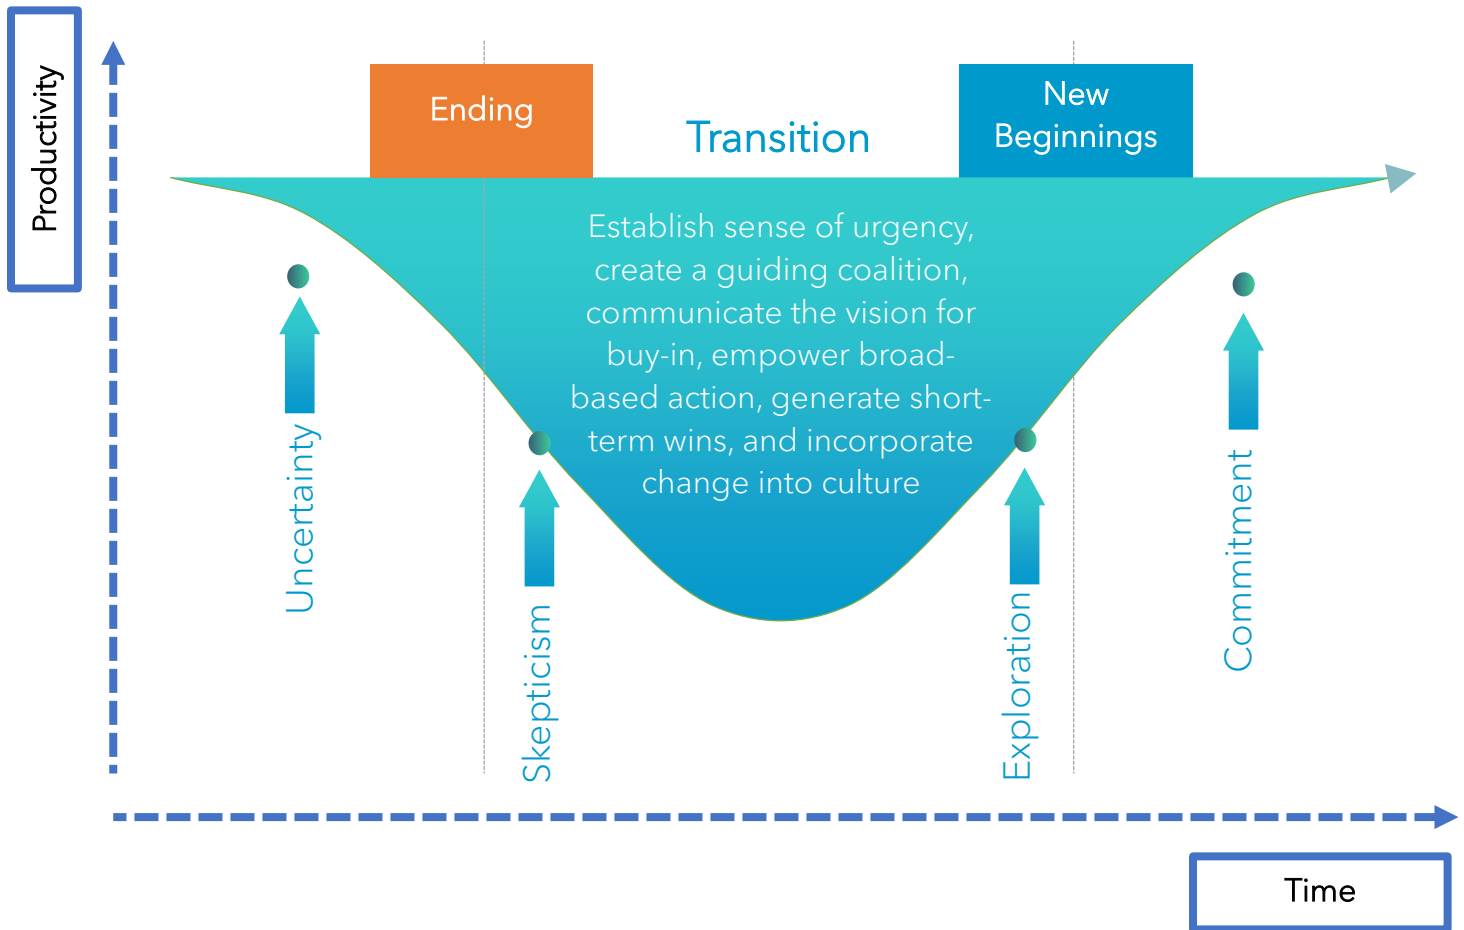 Productivity
Ending
Transition
New
Beginnings
Establish sense of urgency,
create a guiding coalition,
communicate the vision for
buy-in, empower broad-
based action, generate short-
term wins, and incorporate
change into culture
Uncertainty
Skepticism
Exploration
Commitment
Time